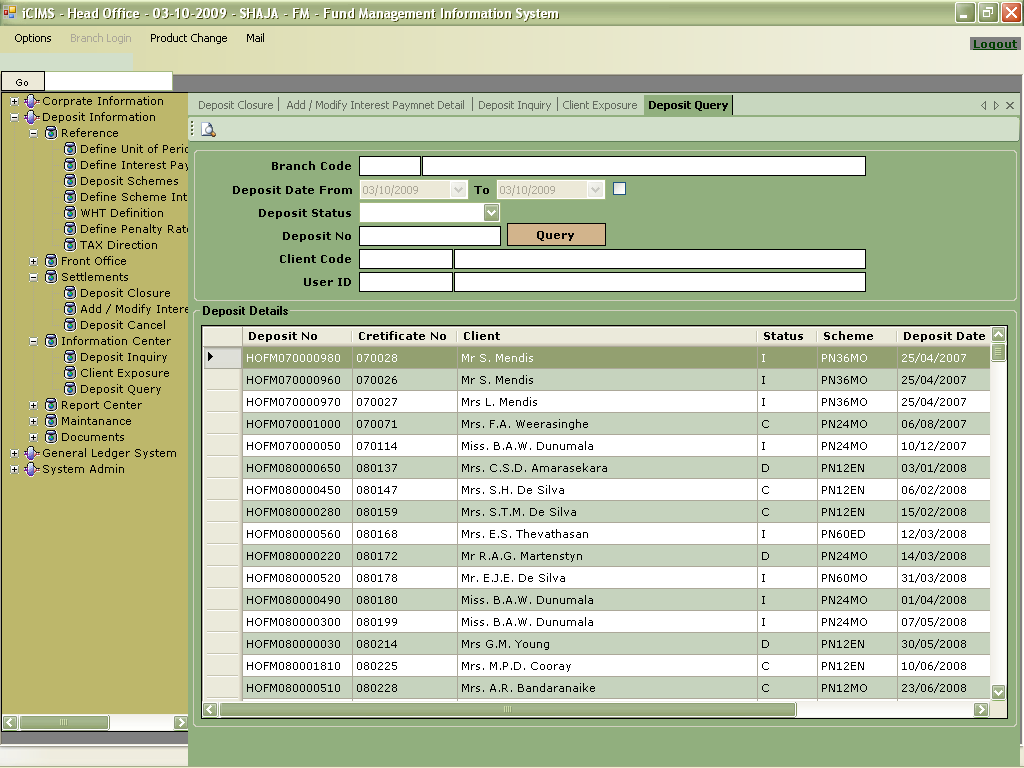 iCIMS - Head Office - 03-10-2009 - SHAJA - FM - Fund Management Information System
Options Branch Login Product Change Mail
Logout
Go
Corprate Information
Deposit Information
Reference
Define Unit of Peric
Define Interest Pay
Deposit Schemes
Define Scheme Int
WHT Definition
Define Penalty Rate
TAX Direction
Front Office
Settlements
Deposit Closure
Add / Modify Intere
Deposit Cancel
Information Center
Deposit Inquiry
Client Exposure
Deposit Query
Report Center
Maintanance
Documents
General Ledger System
System Admin
Deposit Closure Add / Modify Interest Paymnet Detail Deposit Inquiry Client Exposure Deposit Query
Branch Code
Deposit Date From 03/10/2009 To 03/10/2009
Deposit Status
Deposit No Query
Client Code
User ID
Deposit Details
Deposit No Cretificate No Client Status Scheme Deposit Date
HOFM070000980 070028 Mr S. Mendis I PN36MO 25/04/2007
HOFM070000960 070026 Mr S. Mendis I PN36MO 25/04/2007
HOFM070000970 070027 Mrs L. Mendis I PN36MO 25/04/2007
HOFM070001000 070071 Mrs. F.A. Weerasinghe C PN24MO 06/08/2007
HOFM070000050 070114 Miss. B.A.W. Dunumala I PN24MO 10/12/2007
HOFM080000650 080137 Mrs. C.S.D. Amarasekara D PN12EN 03/01/2008
HOFM080000450 080147 Mrs. S.H. De Silva C PN12EN 06/02/2008
HOFM080000280 080159 Mrs. S.T.M. De Silva C PN12EN 15/02/2008
HOFM080000560 080168 Mrs. E.S. Thevathasan I PN60ED 12/03/2008
HOFM080000220 080172 Mr R.A.G. Martenstyn D PN24MO 14/03/2008
HOFM080000520 080178 Mr. E.J.E. De Silva I PN60MO 31/03/2008
HOFM080000490 080180 Miss. B.A.W. Dunumala I PN24MO 01/04/2008
HOFM080000300 080199 Miss. B.A.W. Dunumala I PN24MO 07/05/2008
HOFM080000030 080214 Mrs G.M. Young D PN12EN 30/05/2008
HOFM080001810 080225 Mrs. M.P.D. Cooray C PN12EN 10/06/2008
HOFM080000510 080228 Mrs. A.R. Bandaranaike C PN12MO 23/06/2008